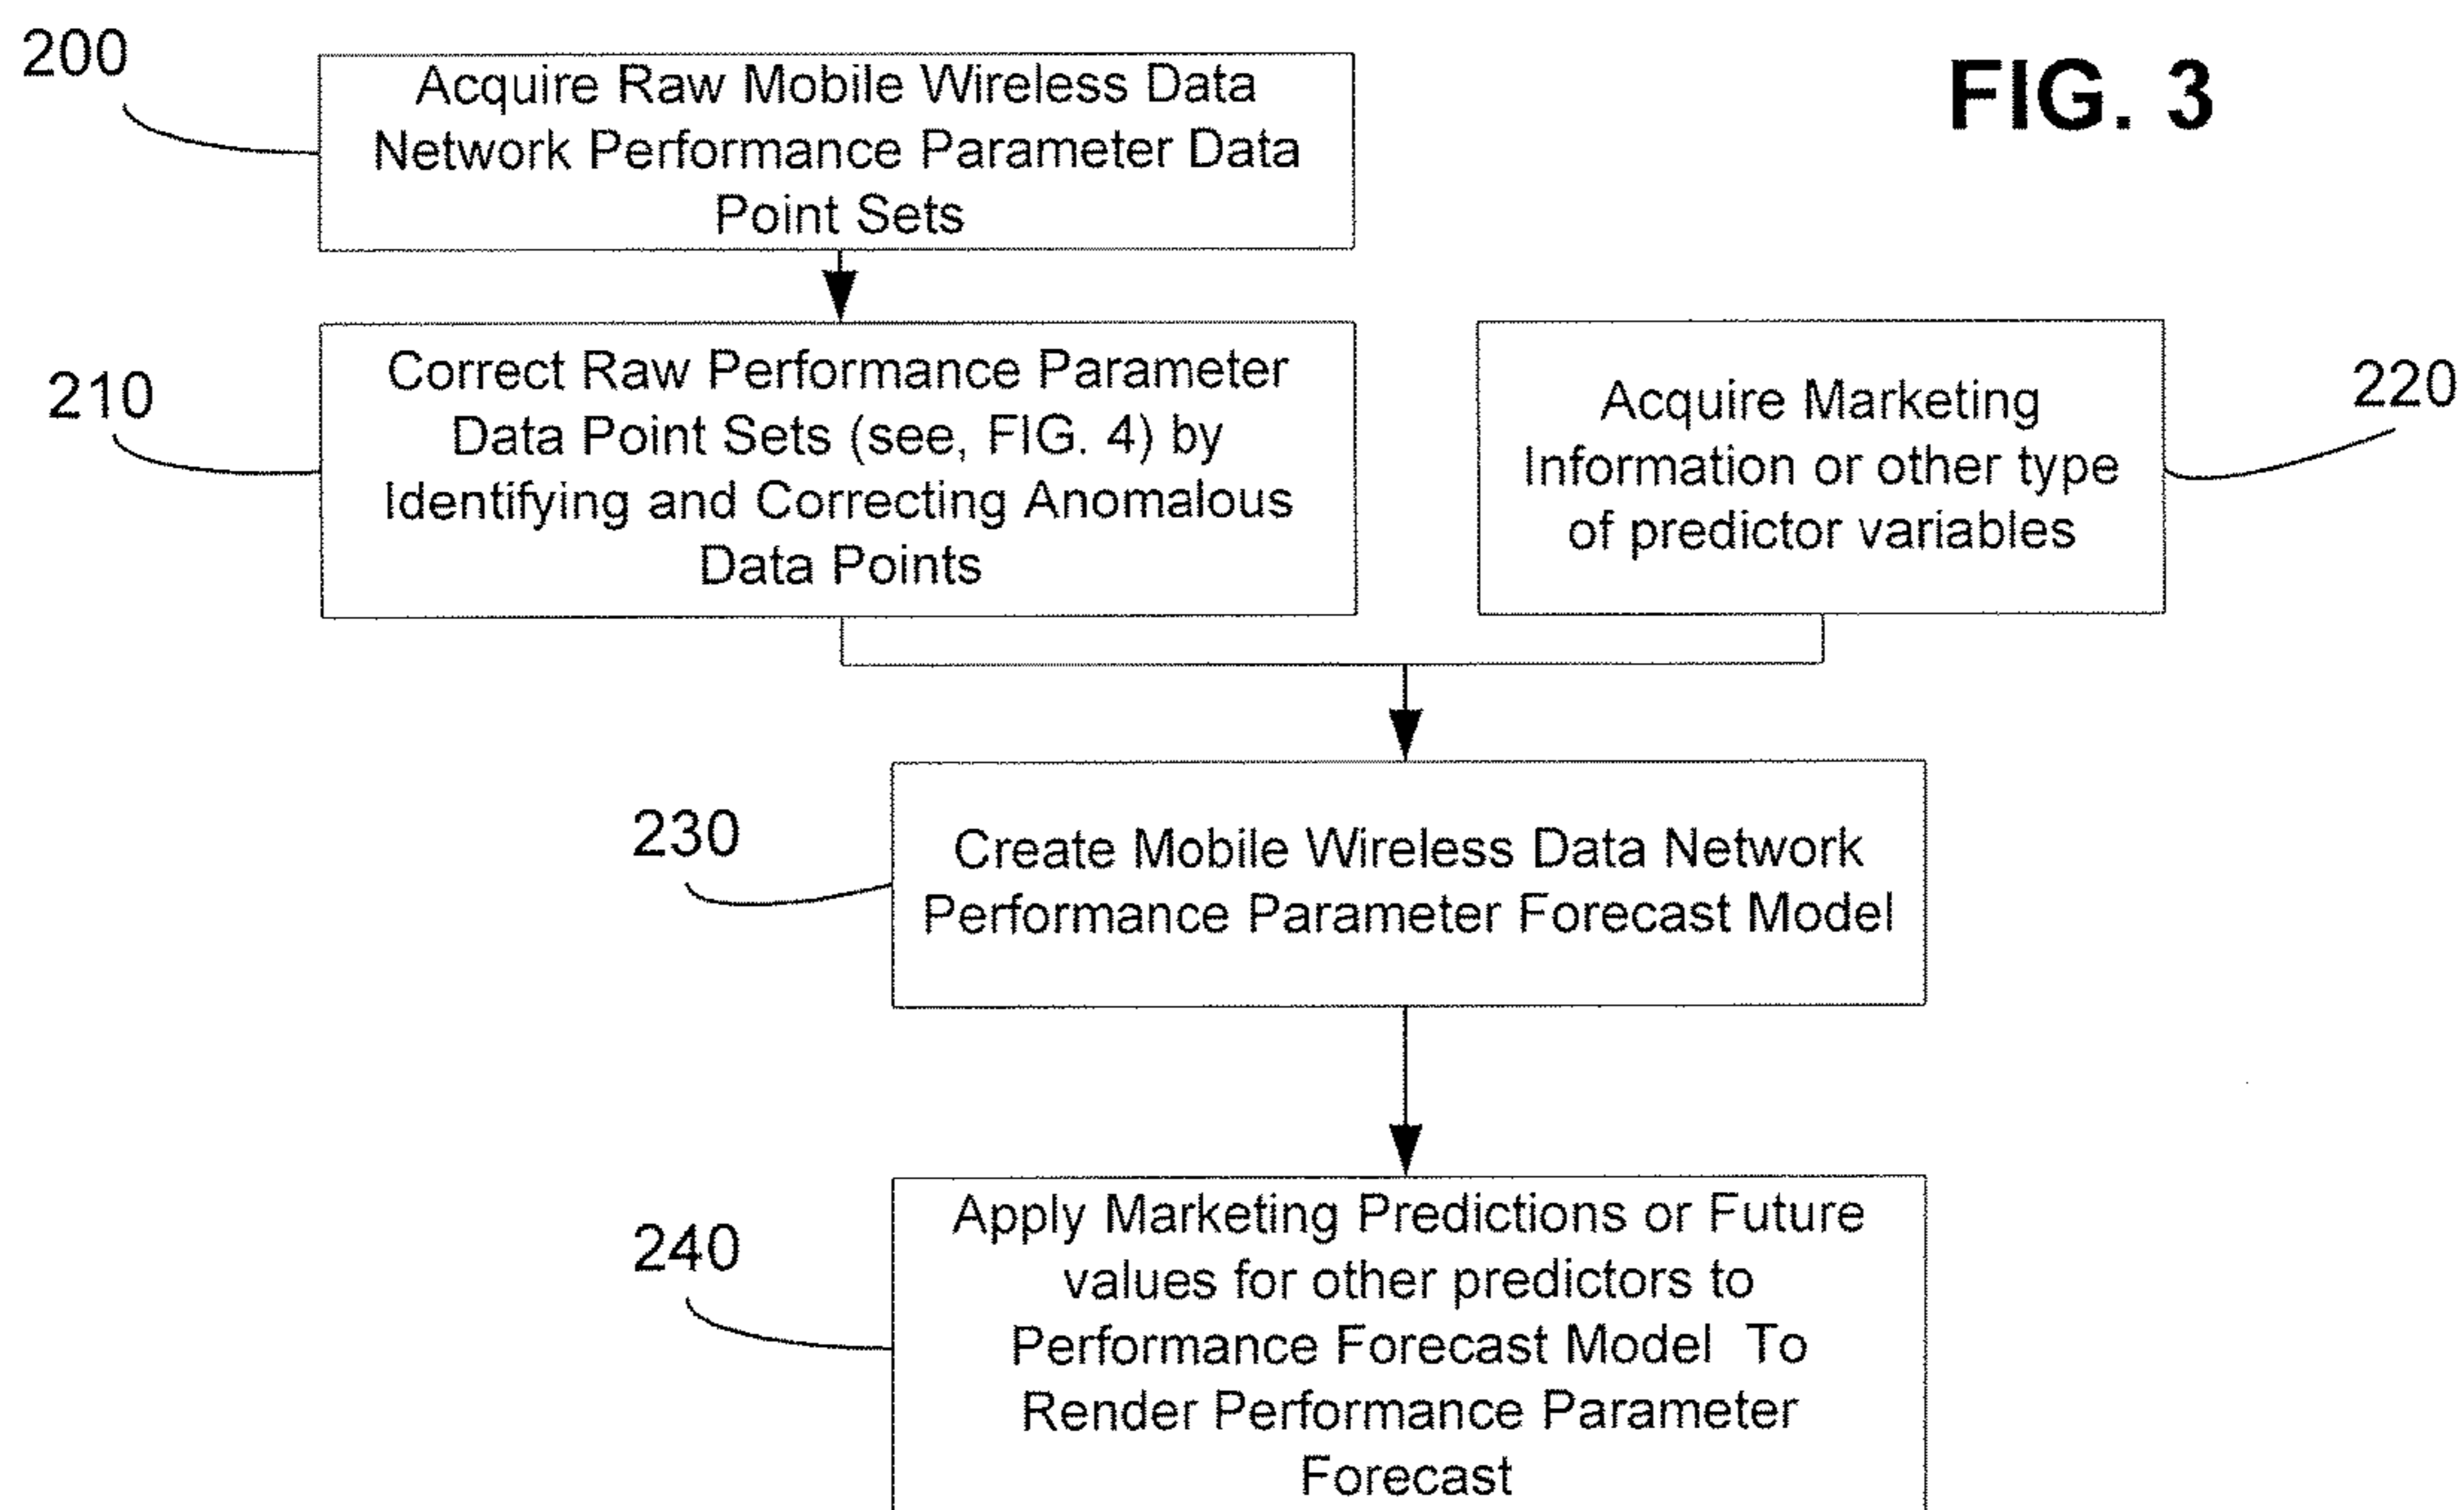 200
Acquire Raw Mobile Wireless Data
Network Performance Parameter Data
Point Sets
FIG. 3
210
Correct Raw Performance Parameter
Data Point Sets (see, FIG. 4) by
Identifying and Correcting Anomalous
Data Points
Acquire Marketing
Information or other type
of predictor variables
220
230
Create Mobile Wireless Data Network
Performance Parameter Forecast Model
240
Apply Marketing Predictions or Future
values for other predictors to
Performance Forecast Model To
Render Performance Parameter
Forecast